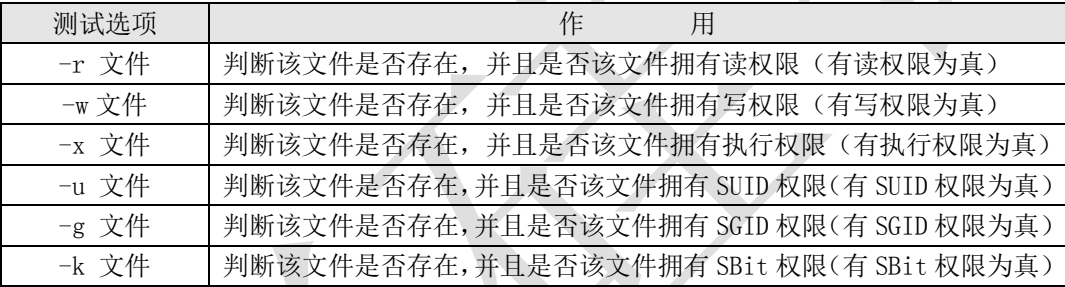 测试选项 作 用
-r 文件 判断该文件是否存在，并且是否该文件拥有读权限（有读权限为真）
-w 文件 判断该文件是否存在，并且是否该文件拥有写权限（有写权限为真）
-x 文件 判断该文件是否存在，并且是否该文件拥有执行权限（有执行权限为真）
-u 文件 判断该文件是否存在，并且是否该文件拥有 SUID 权限（有 SUID 权限为真）
-g 文件 判断该文件是否存在，并且是否该文件拥有 SGID 权限（有 SGID 权限为真）
-k 文件 判断该文件是否存在，并且是否该文件拥有 SBit 权限（有 SBit 权限为真）